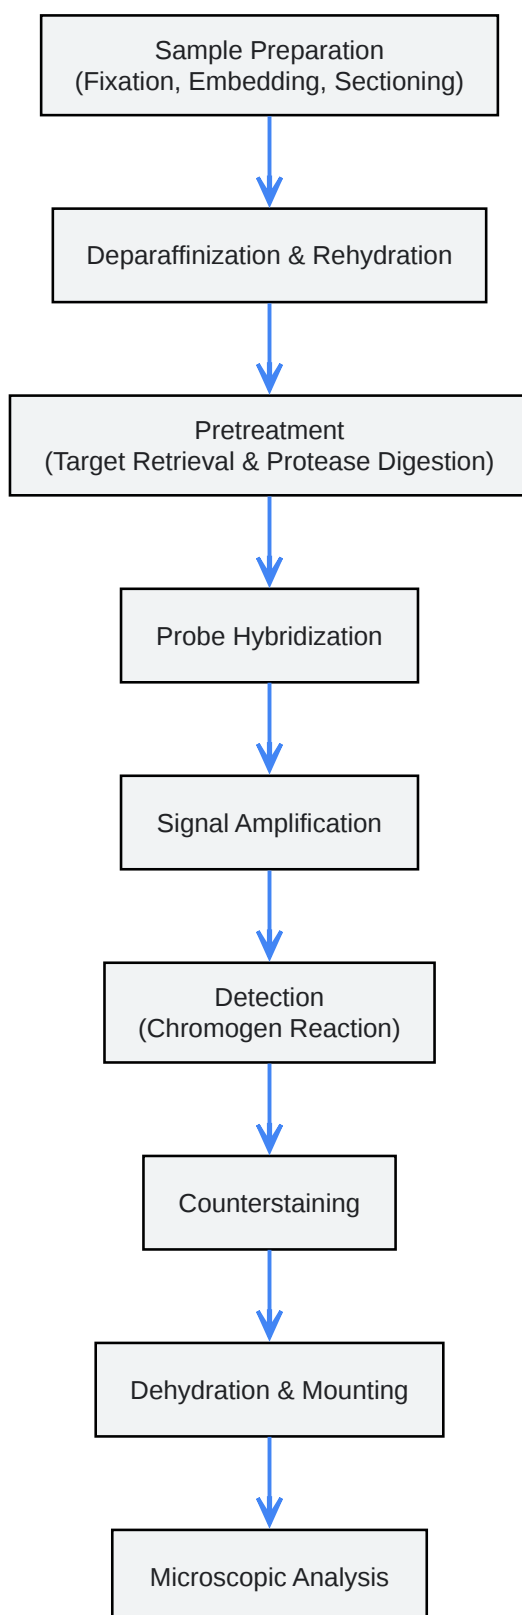 Sample Preparation
(Fixation, Embedding, Sectioning)
Deparaffinization & Rehydration
Pretreatment
(Target Retrieval & Protease Digestion)
Probe Hybridization
Signal Amplification
Detection
(Chromogen Reaction)
Counterstaining
Dehydration & Mounting
Microscopic Analysis